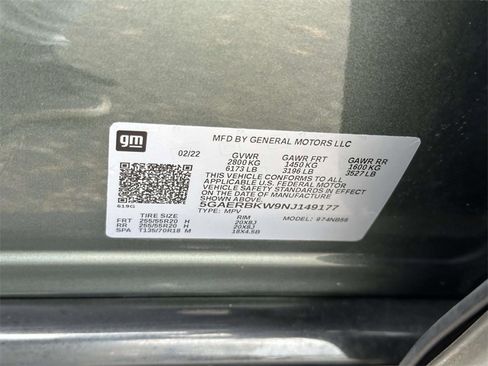 gm
MFD BY GENERAL MOTORS LLC
02/22 GVWR GAWR FRT GAWR RR
2800 KG 1450 KG 1600 KG
6173 LB 3196 LB 3527 LB
THIS VEHICLE CONFORMS TO ALL
APPLICABLE U.S. FEDERAL MOTOR
VEHICLE SAFETY STANDARDS IN
EFFECT ON THE DATE OF
MANUFACTURE SHOWN ABOVE.
5GAERBKW9NJ149177
619G TYPE: MPV MODEL: 974NB56
TIRE SIZE RIM
FRT 255/55R20 H 20X8J
RR 255/55R20 H 20X8J
SPA T135/70R18 M 18X4.5B